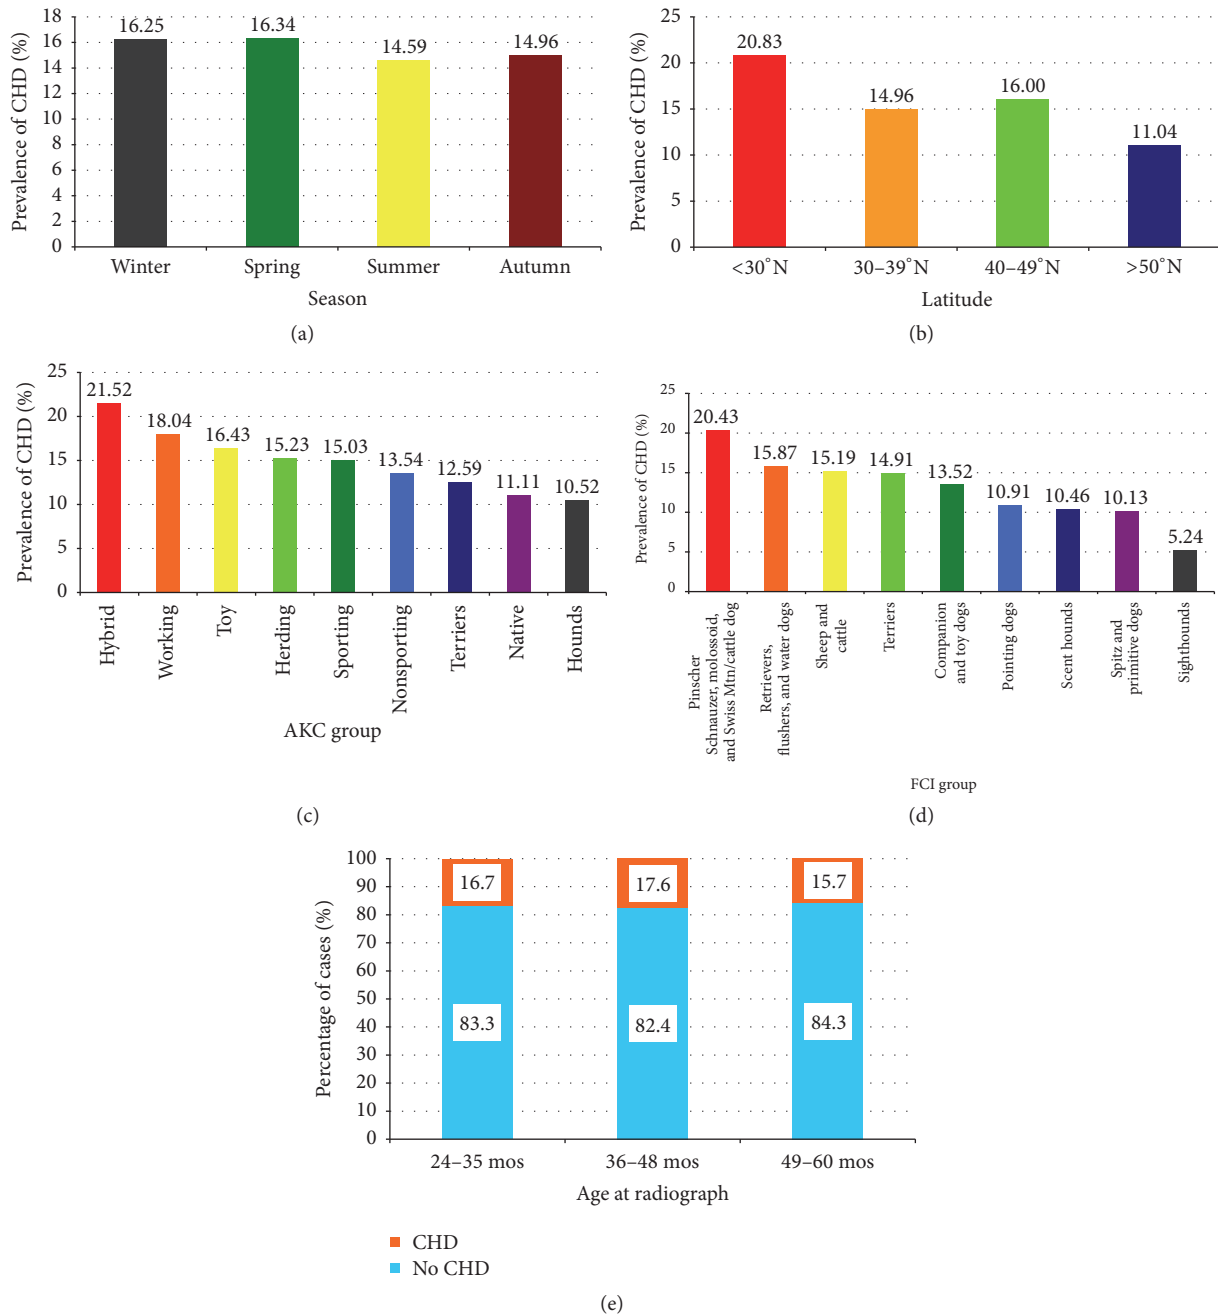 Prevalence of CHD (%)
18
16
14
12
10
8
6
4
2
0
16.25
16.34
14.59
14.96
Winter
Spring
Summer
Autumn
Season
(a)
Prevalence of CHD (%)
25
20
15
10
5
0
20.83
14.96
16.00
11.04
<30°N
30–39°N
40–49°N
>50°N
Latitude
(b)
Prevalence of CHD (%)
25
20
15
10
5
0
21.52
18.04
16.43
15.23
15.03
13.54
12.59
11.11
10.52
Hybrid
Working
Toy
Herding
Sporting
Nonsporting
Terriers
Native
Hounds
AKC group
(c)
Prevalence of CHD (%)
25
20
15
10
5
0
20.43
15.87
15.19
14.91
13.52
10.91
10.46
10.13
5.24
Pinscher
Schnauzer, molossoid,
and Swiss Mtn/cattle dog
Retrievers,
flushers, and water dogs
Sheep and
cattle
Terriers
Companion
and toy dogs
Pointing dogs
Scent hounds
Spitz and
primitive dogs
Sighthounds
FCI group
(d)
Percentage of cases (%)
100
90
80
70
60
50
40
30
20
10
0
16.7
17.6
15.7
83.3
82.4
84.3
24–35 mos
36–48 mos
49–60 mos
Age at radiograph
CHD
No CHD
(e)